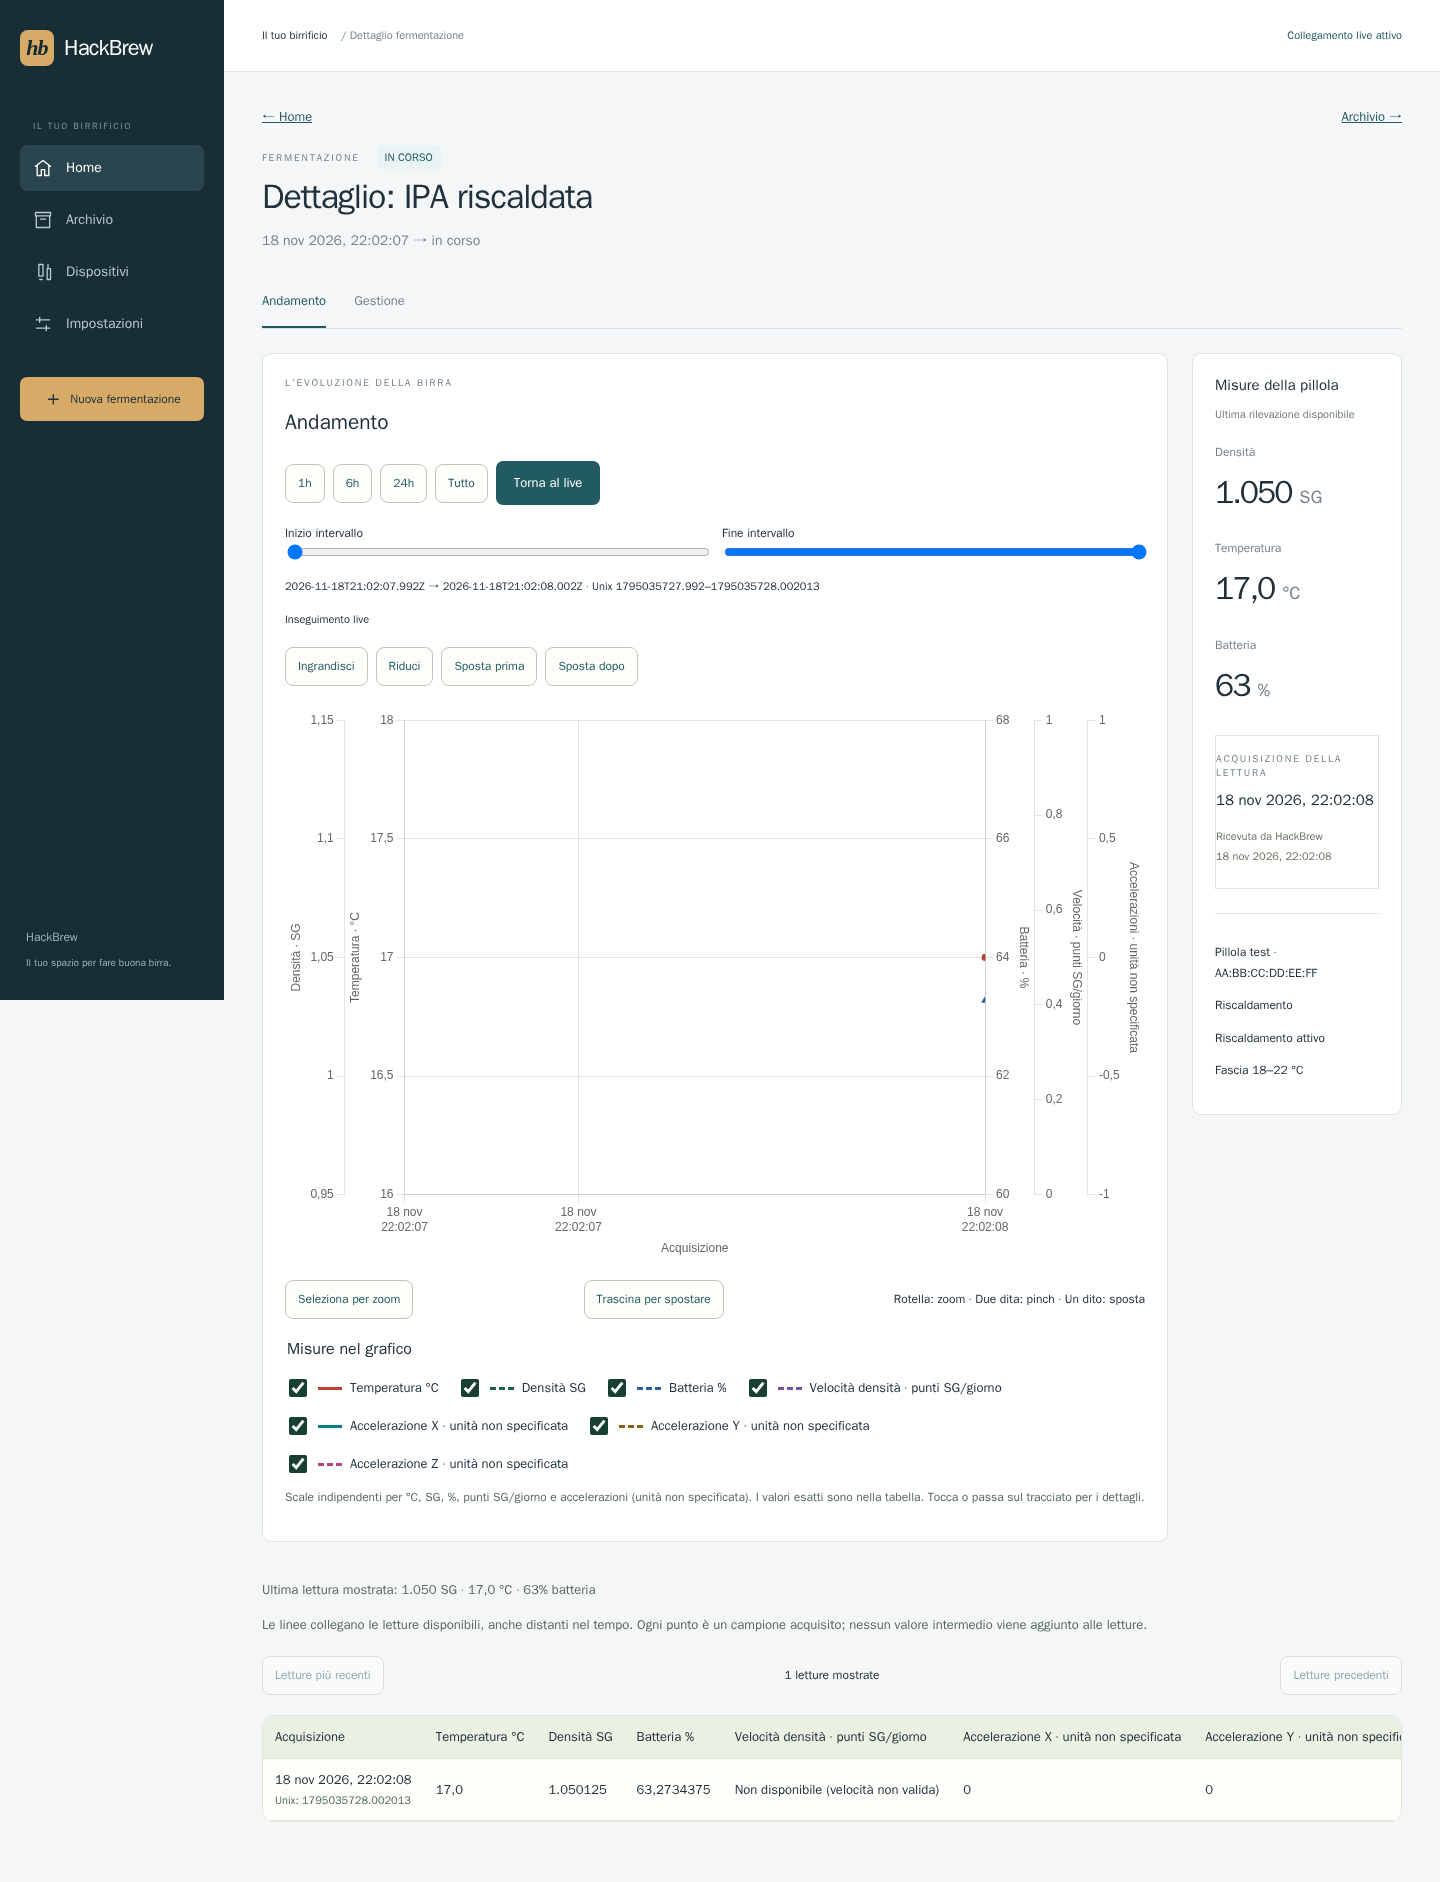 hb HackBrew
IL TUO BIRRIFICIO
Home
Archivio
Dispositivi
Impostazioni
+ Nuova fermentazione
HackBrew
Il tuo spazio per fare buona birra.
Il tuo birrificio / Dettaglio fermentazione
Collegamento live attivo
← Home
Archivio →
FERMENTAZIONE IN CORSO
Dettaglio: IPA riscaldata
18 nov 2026, 22:02:07 → in corso
Andamento Gestione
L'EVOLUZIONE DELLA BIRRA
Andamento
1h 6h 24h Tutto Torna al live
Inizio intervallo Fine intervallo
2026-11-18T21:02:07.992Z → 2026-11-18T21:02:08.002Z · Unix 1795035727.992–1795035728.002013
Inseguimento live
Ingrandisci Riduci Sposta prima Sposta dopo
1,15 18 68 1 1
0,8
1,1 17,5 66 0,5
0,6
1,05 17 64 0
0,4
1 16,5 62 -0,5
0,2
0,95 16 60 0 -1
Densità · SG
Temperatura · °C
Batteria · %
Velocità · punti SG/giorno
Accelerazioni · unità non specificata
18 nov 18 nov 18 nov
22:02:07 22:02:07 22:02:08
Acquisizione
Seleziona per zoom Trascina per spostare Rotella: zoom · Due dita: pinch · Un dito: sposta
Misure nel grafico
Temperatura °C Densità SG Batteria % Velocità densità · punti SG/giorno
Accelerazione X · unità non specificata Accelerazione Y · unità non specificata
Accelerazione Z · unità non specificata
Scale indipendenti per °C, SG, %, punti SG/giorno e accelerazioni (unità non specificata). I valori esatti sono nella tabella. Tocca o passa sul tracciato per i dettagli.
Misure della pillola
Ultima rilevazione disponibile
Densità
1.050 SG
Temperatura
17,0 °C
Batteria
63 %
ACQUISIZIONE DELLA
LETTURA
18 nov 2026, 22:02:08
Ricevuta da HackBrew
18 nov 2026, 22:02:08
Pillola test ·
AA:BB:CC:DD:EE:FF
Riscaldamento
Riscaldamento attivo
Fascia 18–22 °C
Ultima lettura mostrata: 1.050 SG · 17,0 °C · 63% batteria
Le linee collegano le letture disponibili, anche distanti nel tempo. Ogni punto è un campione acquisito; nessun valore intermedio viene aggiunto alle letture.
Letture più recenti 1 letture mostrate Letture precedenti
Acquisizione Temperatura °C Densità SG Batteria % Velocità densità · punti SG/giorno Accelerazione X · unità non specificata Accelerazione Y · unità non specific
18 nov 2026, 22:02:08 17,0 1.050125 63,2734375 Non disponibile (velocità non valida) 0 0
Unix: 1795035728.002013